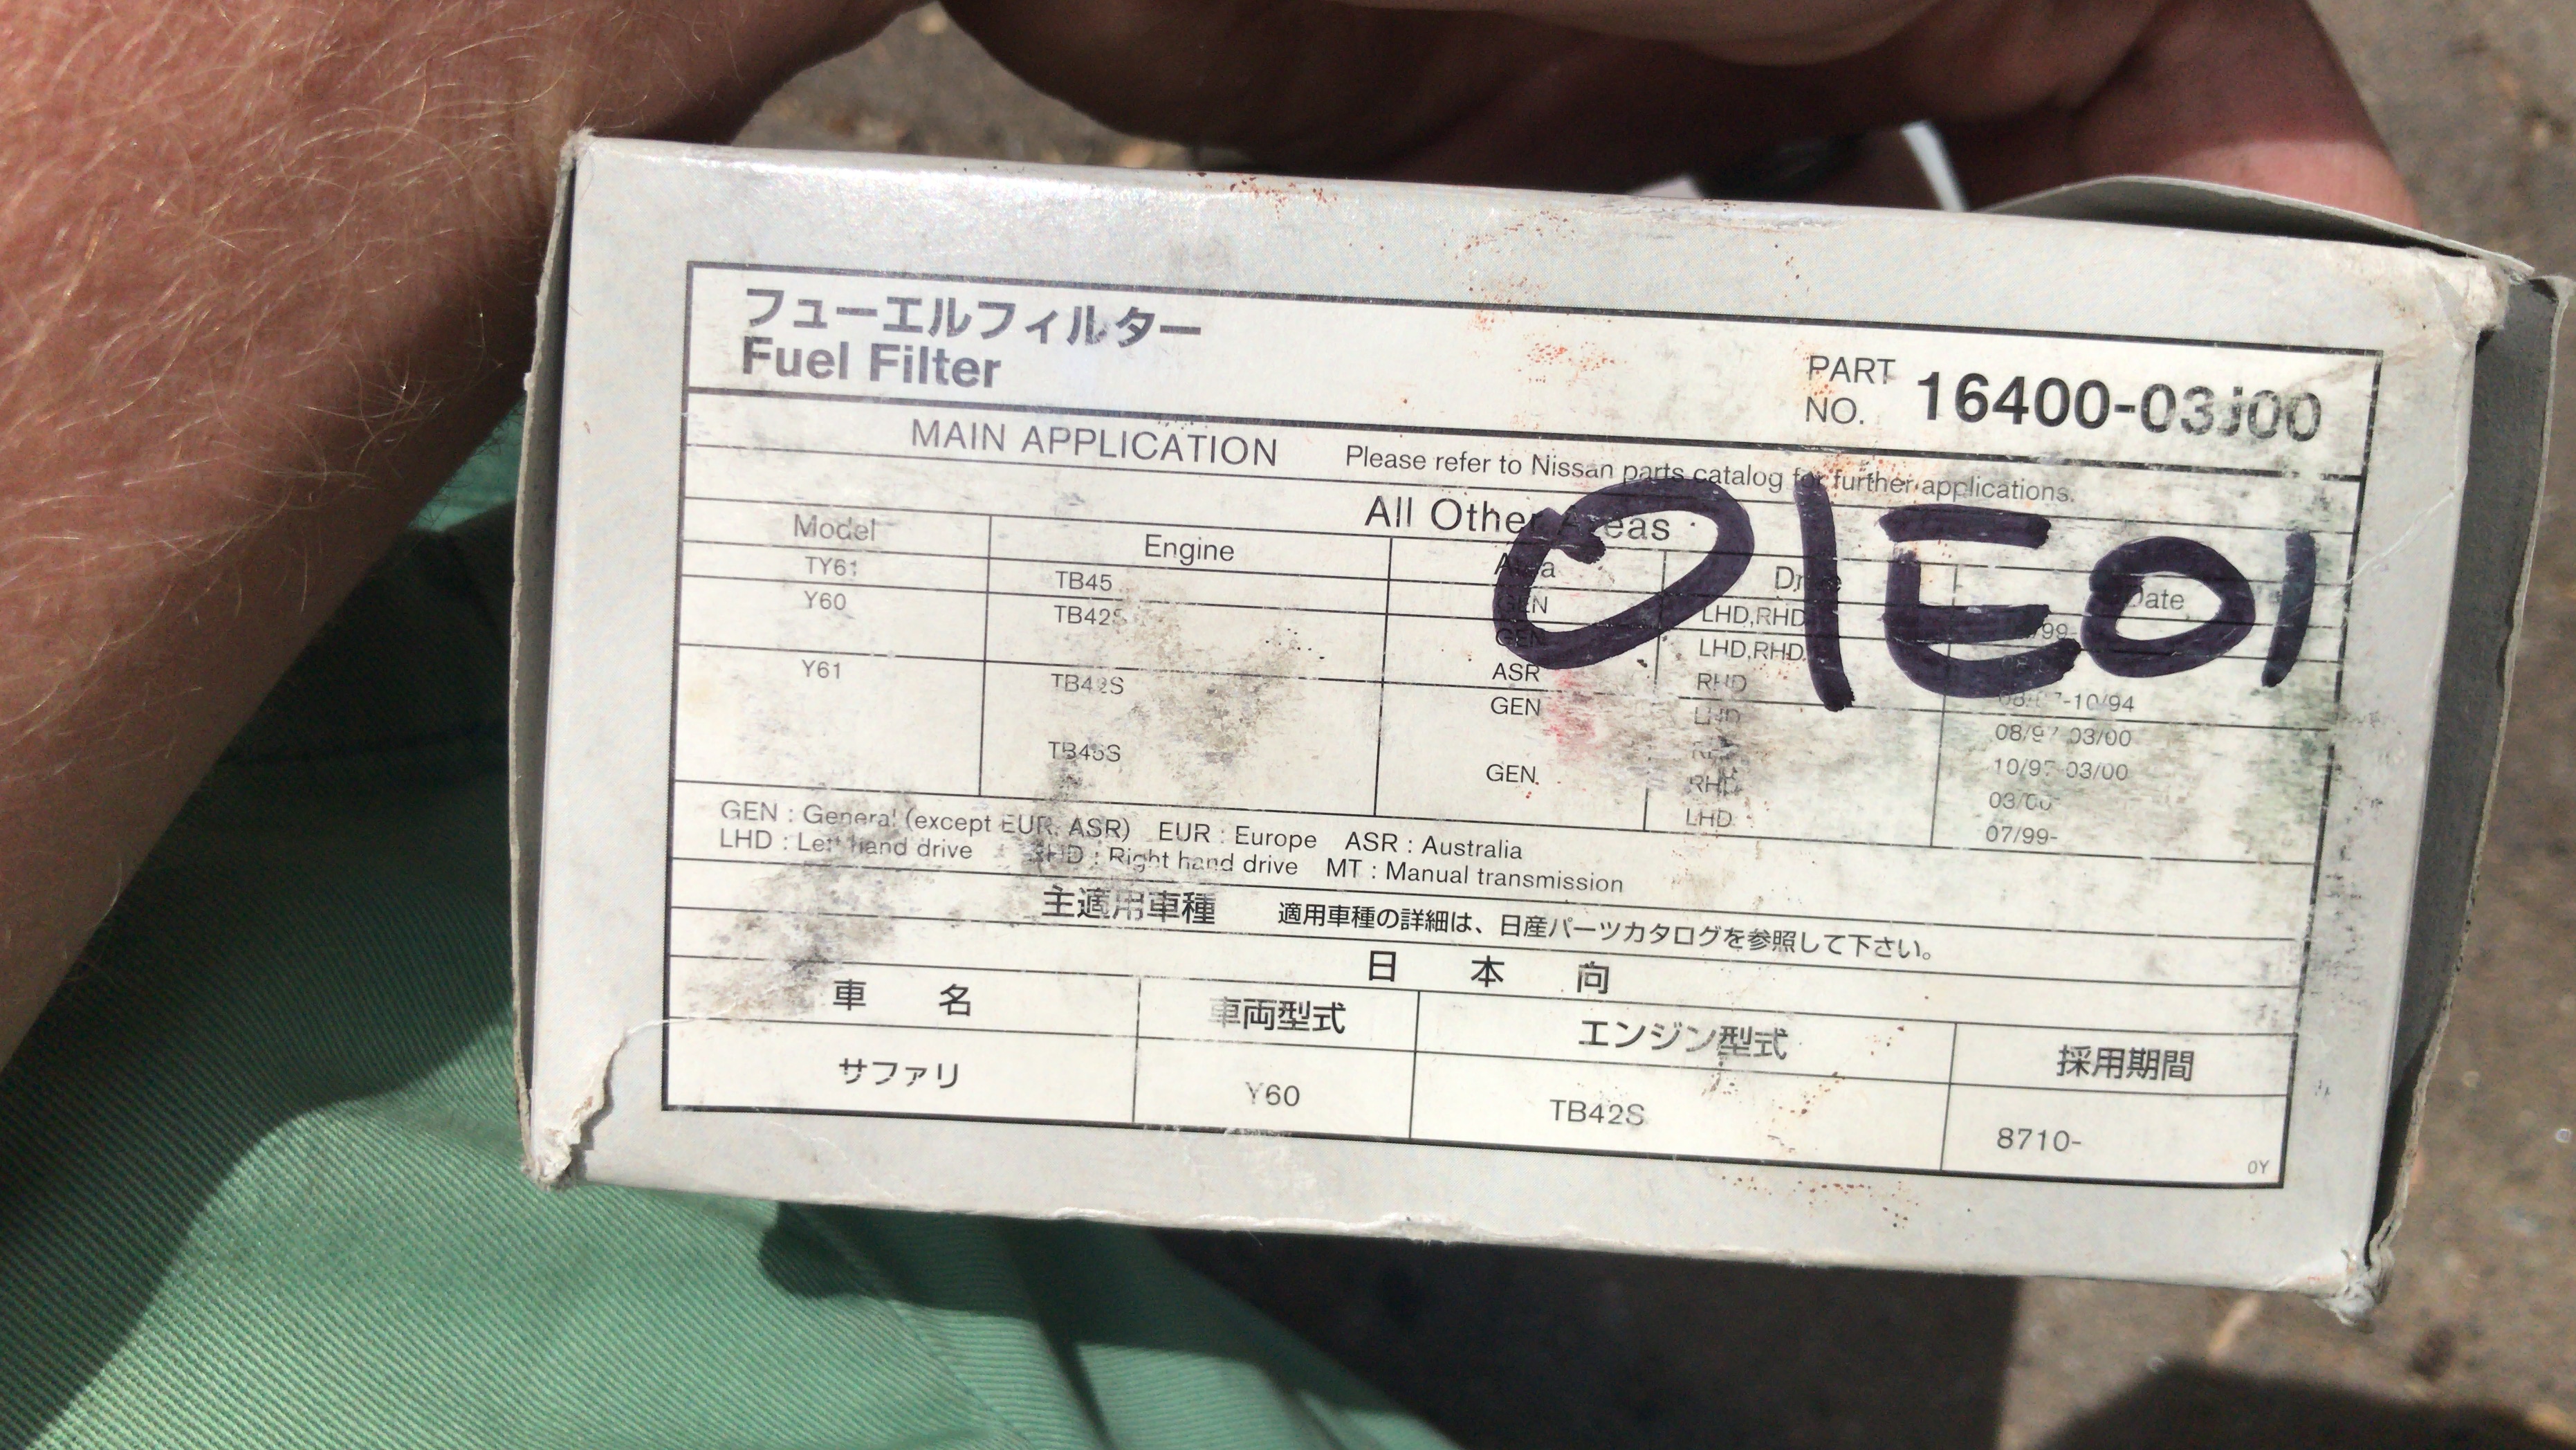 フューエルフィルター
Fuel Filter
PART NO. 16400-03J00
MAIN APPLICATION Please refer to Nissan parts catalog for further applications.
All Other Areas
01E01
Model Engine Area Drive Date
TY61 TB45 GEN LHD,RHD
Y60 TB42S GEN LHD,RHD
ASR RHD -10/94
Y61 TB42S GEN LHD 08/97-03/00
RHD 10/97-03/00
TB45S GEN RHD 03/00-
LHD 07/99-
GEN : General (except EUR, ASR) EUR : Europe ASR : Australia
LHD : Left hand drive RHD : Right hand drive MT : Manual transmission
主適用車種 適用車種の詳細は、日産パーツカタログを参照して下さい。
日本向
車名 車両型式 エンジン型式 採用期間
サファリ Y60 TB42S 8710-
0Y